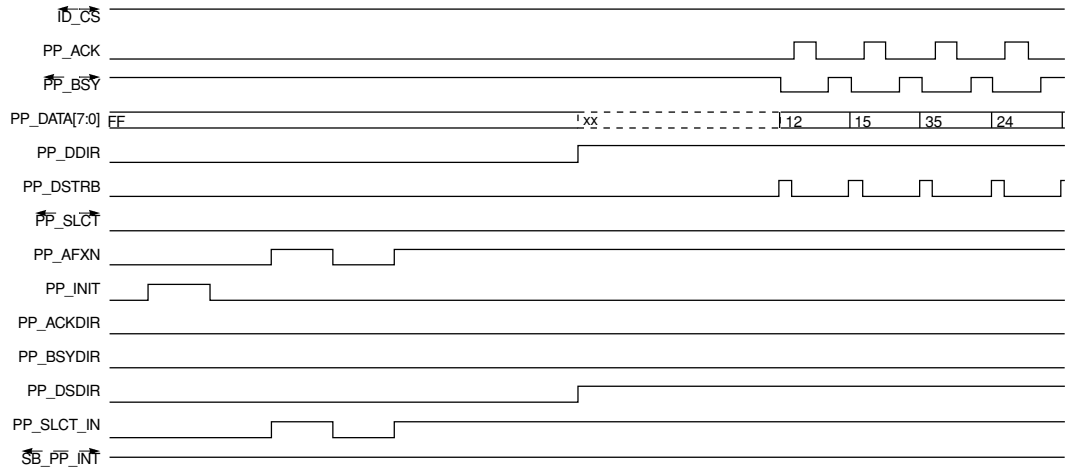 ID_CS
PP_ACK
PP_BSY
PP_DATA[7:0] FF xx 12 15 35 24
PP_DDIR
PP_DSTRB
PP_SLCT
PP_AFXN
PP_INIT
PP_ACKDIR
PP_BSYDIR
PP_DSDIR
PP_SLCT_IN
SB_PP_INT